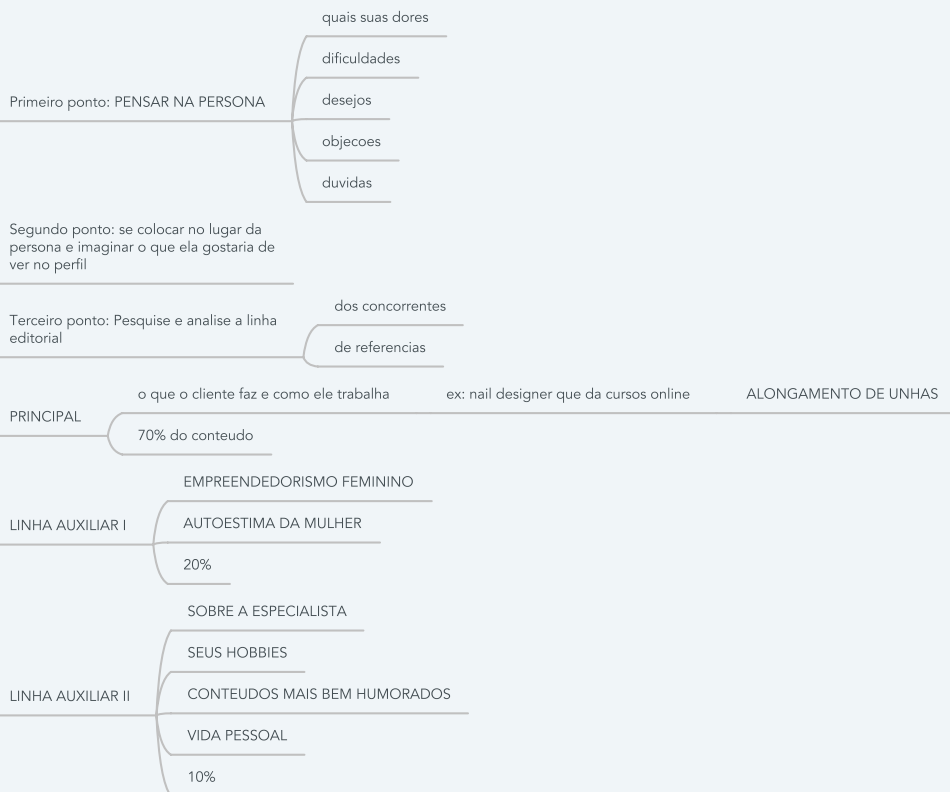 quais suas dores
dificuldades
Primeiro ponto: PENSAR NA PERSONA
desejos
objecoes
duvidas
Segundo ponto: se colocar no lugar da
persona e imaginar o que ela gostaria de
ver no perfil
dos concorrentes
Terceiro ponto: Pesquise e analise a linha
editorial
de referencias
PRINCIPAL
o que o cliente faz e como ele trabalha
ex: nail designer que da cursos online
ALONGAMENTO DE UNHAS
70% do conteudo
LINHA AUXILIAR I
EMPREENDEDORISMO FEMININO
AUTOESTIMA DA MULHER
20%
LINHA AUXILIAR II
SOBRE A ESPECIALISTA
SEUS HOBBIES
CONTEUDOS MAIS BEM HUMORADOS
VIDA PESSOAL
10%